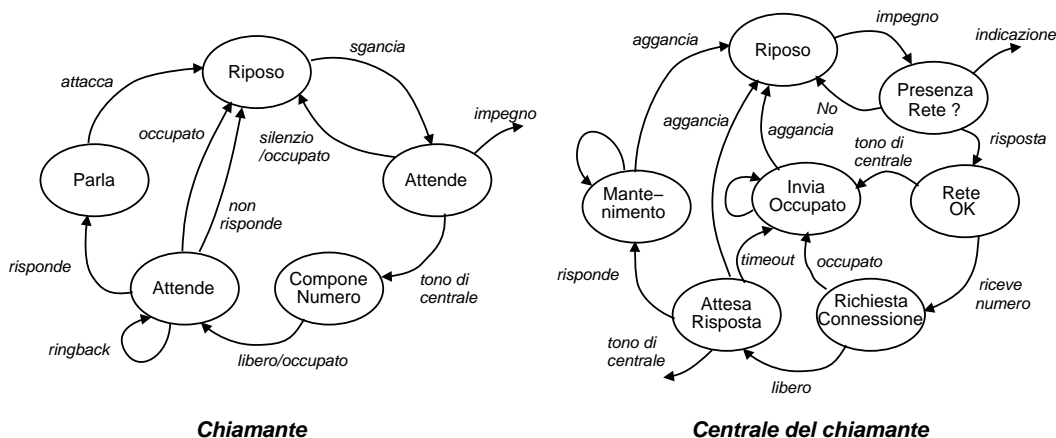 sgancia
Riposo
attacca
impegno
occupato
silenzio
/occupato
Parla
Attende
non
risponde
risponde
Attende
Compone
Numero
tono di
centrale
ringback
libero/occupato
Chiamante
impegno
aggancia
Riposo
indicazione
Presenza
Rete ?
No
aggancia
aggancia
risposta
tono di
centrale
Mante-
nimento
Invia
Occupato
Rete
OK
risponde
timeout
occupato
riceve
numero
Attesa
Risposta
Richiesta
Connessione
tono di
centrale
libero
Centrale del chiamante